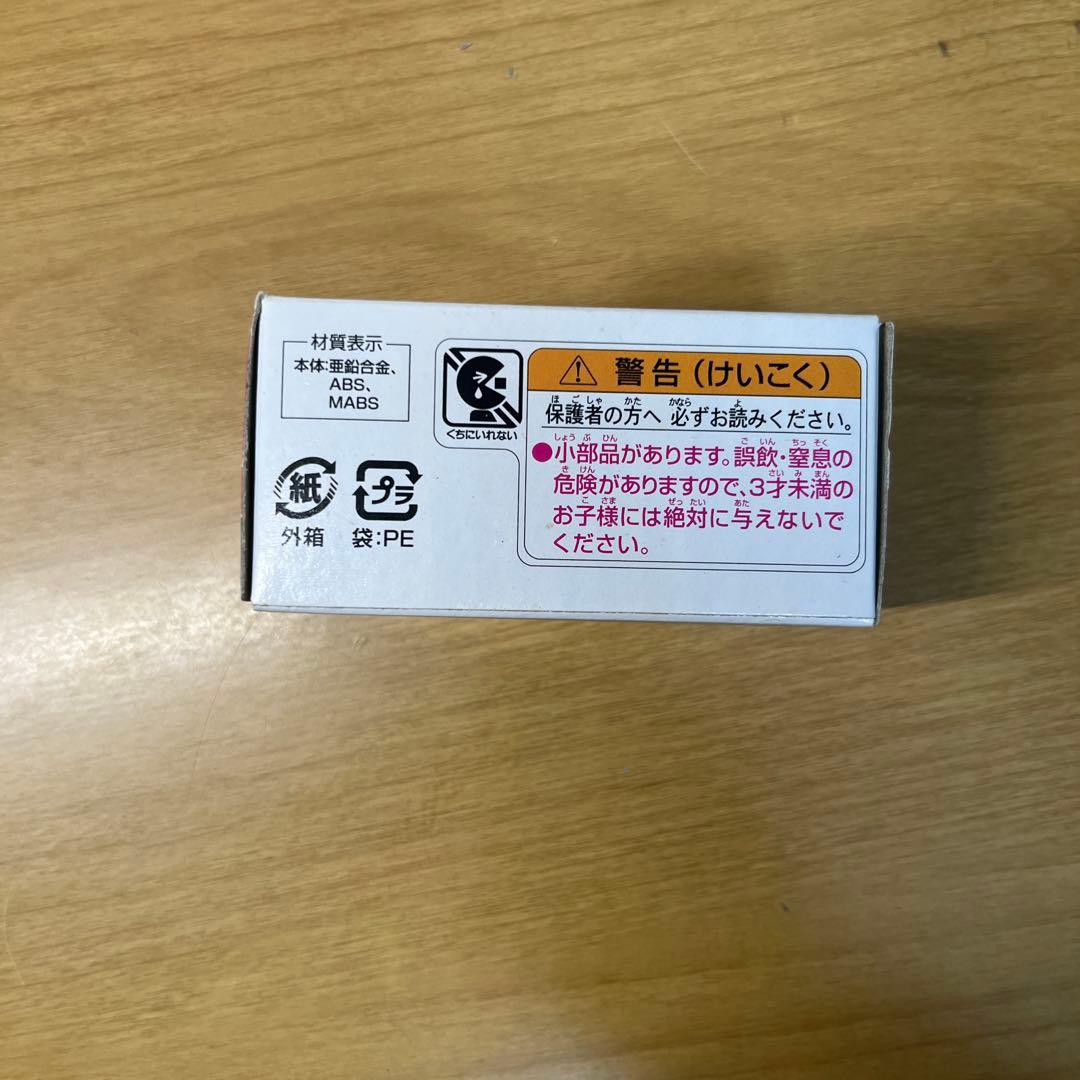 材質表示
本体:亜鉛合金、
ABS、
MABS
紙
外箱
プラ
袋:PE
くちにいれない
警告(けいこく)
ほごしゃ かた かなら よ
保護者の方へ 必ずお読みください。
しょうぶひん ごいん ちっそく
●小部品があります。誤飲・窒息の
きけん さいみまん
危険がありますので、3才未満の
こさま ぜったい あた
お子様には絶対に与えないで
ください。